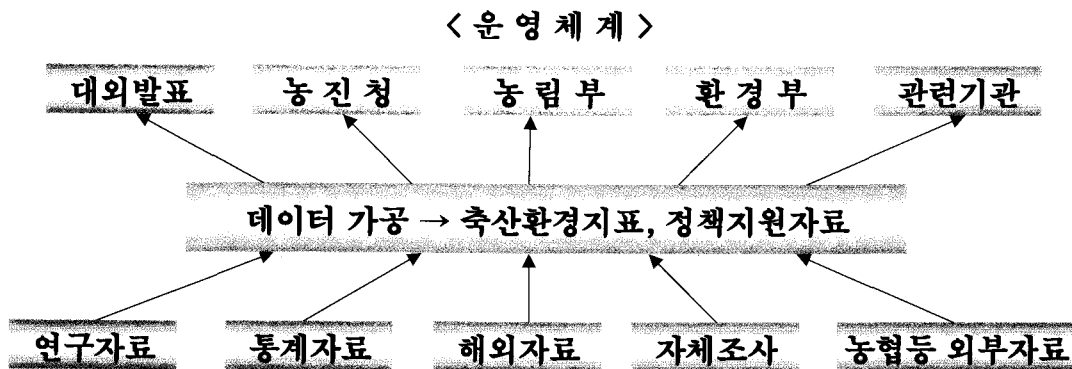 < 운 영 체 계 >
대외발표 농 진 청 농 림 부 환 경 부 관련기관
데이터 가공 → 축산환경지표, 정책지원자료
연구자료 통계자료 해외자료 자체조사 농협등 외부자료